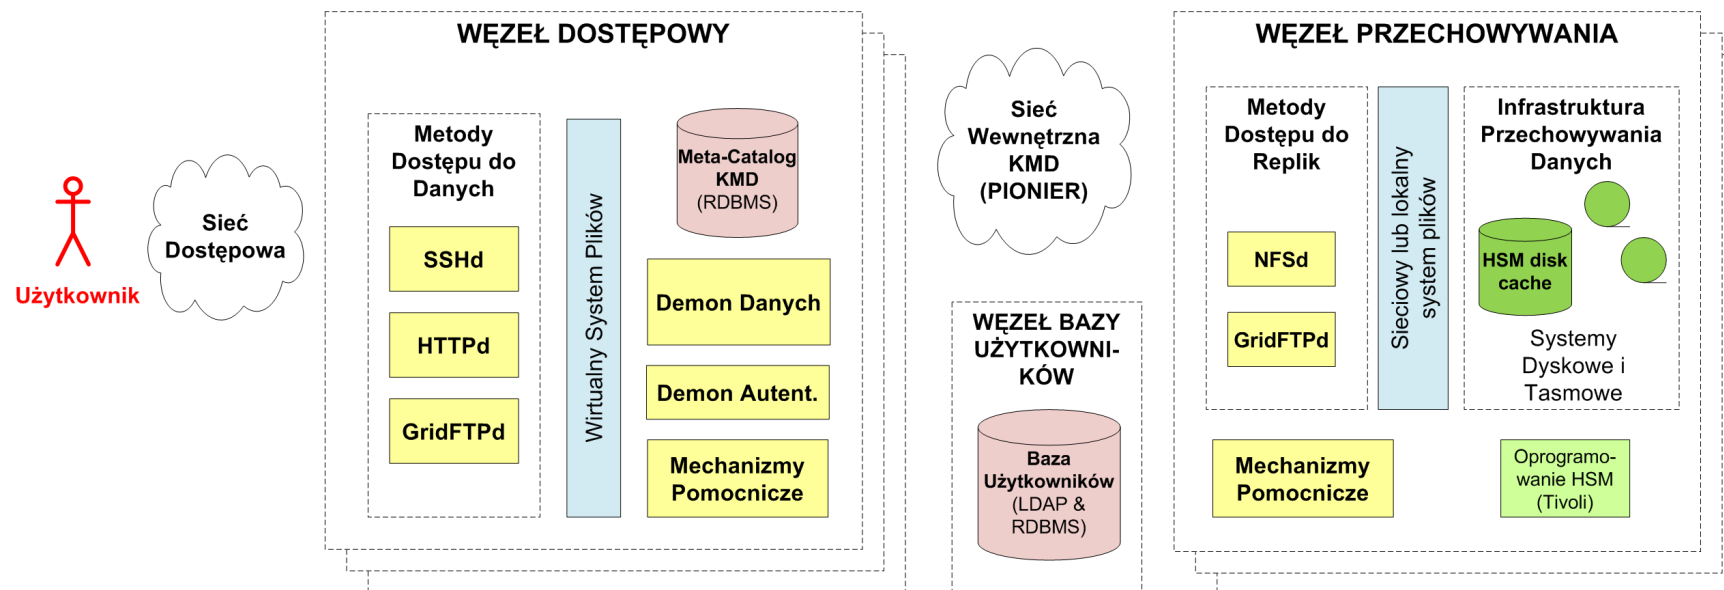 Użytkownik
Sieć
Dostępowa
WĘZEŁ DOSTĘPOWY
Metody
Dostępu do
Danych
SSHd
HTTPd
GridFTPd
Wirtualny System Plików
Meta-Catalog
KMD
(RDBMS)
Demon Danych
Demon Autent.
Mechanizmy
Pomocnicze
Sieć
Wewnętrzna
KMD
(PIONIER)
WĘZEŁ BAZY
UŻYTKOWNI-
KÓW
Baza
Użytkowników
(LDAP &
RDBMS)
WĘZEŁ PRZECHOWYWANIA
Metody
Dostępu do
Replik
NFSd
GridFTPd
Sieciowy lub lokalny
system plików
Infrastruktura
Przechowywania
Danych
HSM disk
cache
Systemy
Dyskowe i
Tasmowe
Mechanizmy
Pomocnicze
Oprogramo-
wanie HSM
(Tivoli)